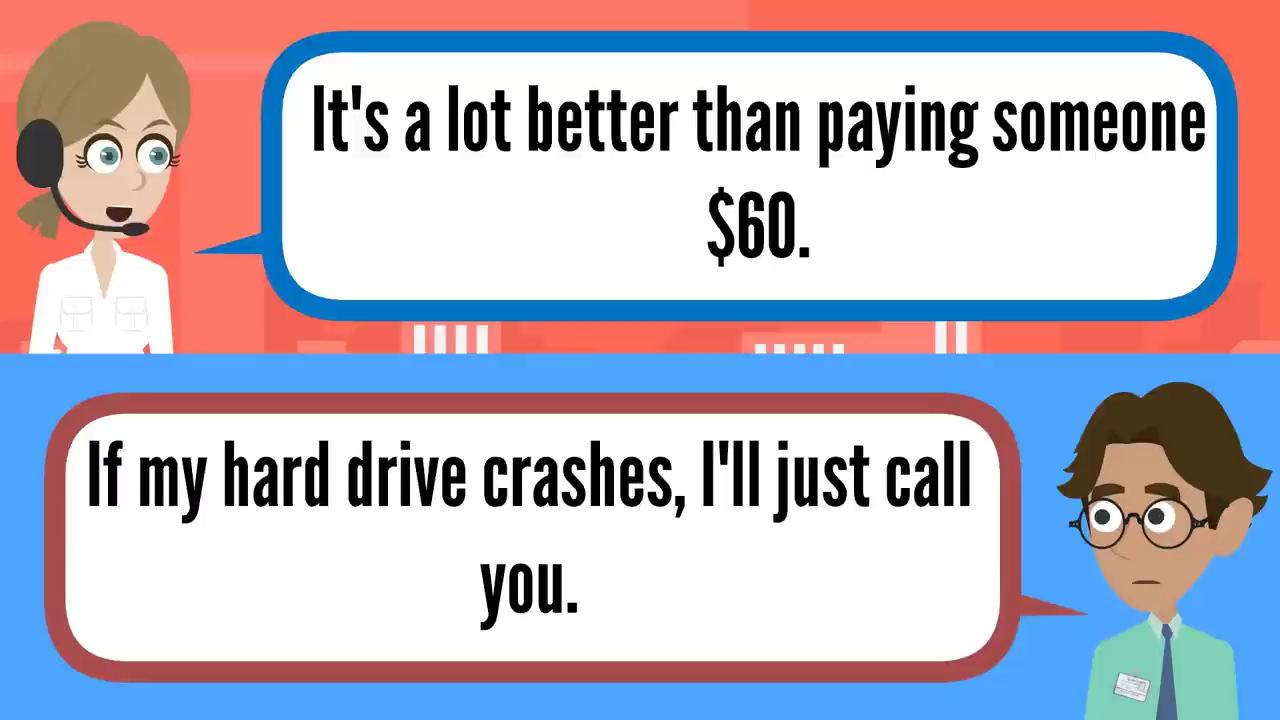 It's a lot better than paying someone
$60.
If my hard drive crashes, I'll just call
you.